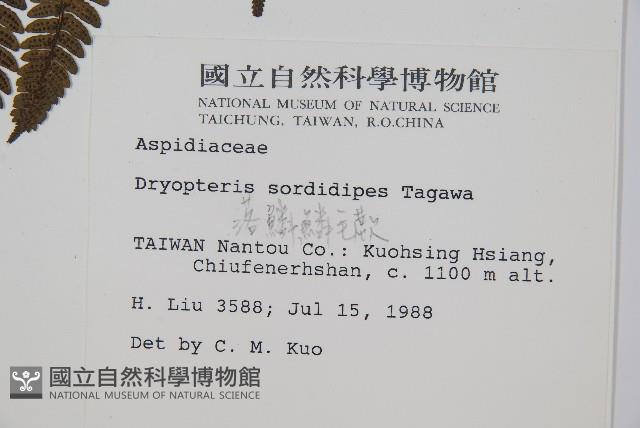 國立自然科學博物館
NATIONAL MUSEUM OF NATURAL SCIENCE
TAICHUNG, TAIWAN, R.O.CHINA
Aspidiaceae
Dryopteris sordidipes Tagawa
落鱗鱗毛蕨
TAIWAN Nantou Co.: Kuohsing Hsiang,
Chiufenerhshan, c. 1100 m alt.
H. Liu 3588; Jul 15, 1988
Det by C. M. Kuo
國立自然科學博物館
NATIONAL MUSEUM OF NATURAL SCIENCE